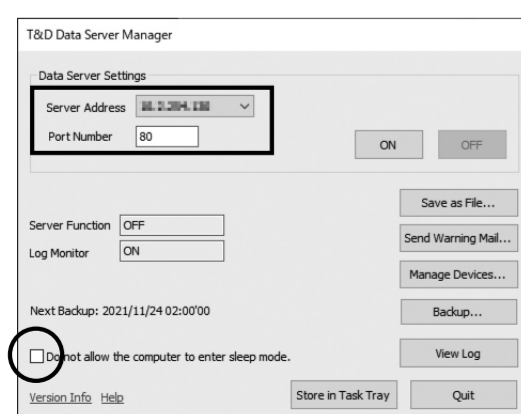 T&D Data Server Manager
Data Server Settings
Server Address
Port Number 80
ON OFF
Save as File...
Server Function OFF
Send Warning Mail...
Log Monitor ON
Manage Devices...
Next Backup: 2021/11/24 02:00'00
Backup...
Do not allow the computer to enter sleep mode.
View Log
Version Info Help
Store in Task Tray Quit